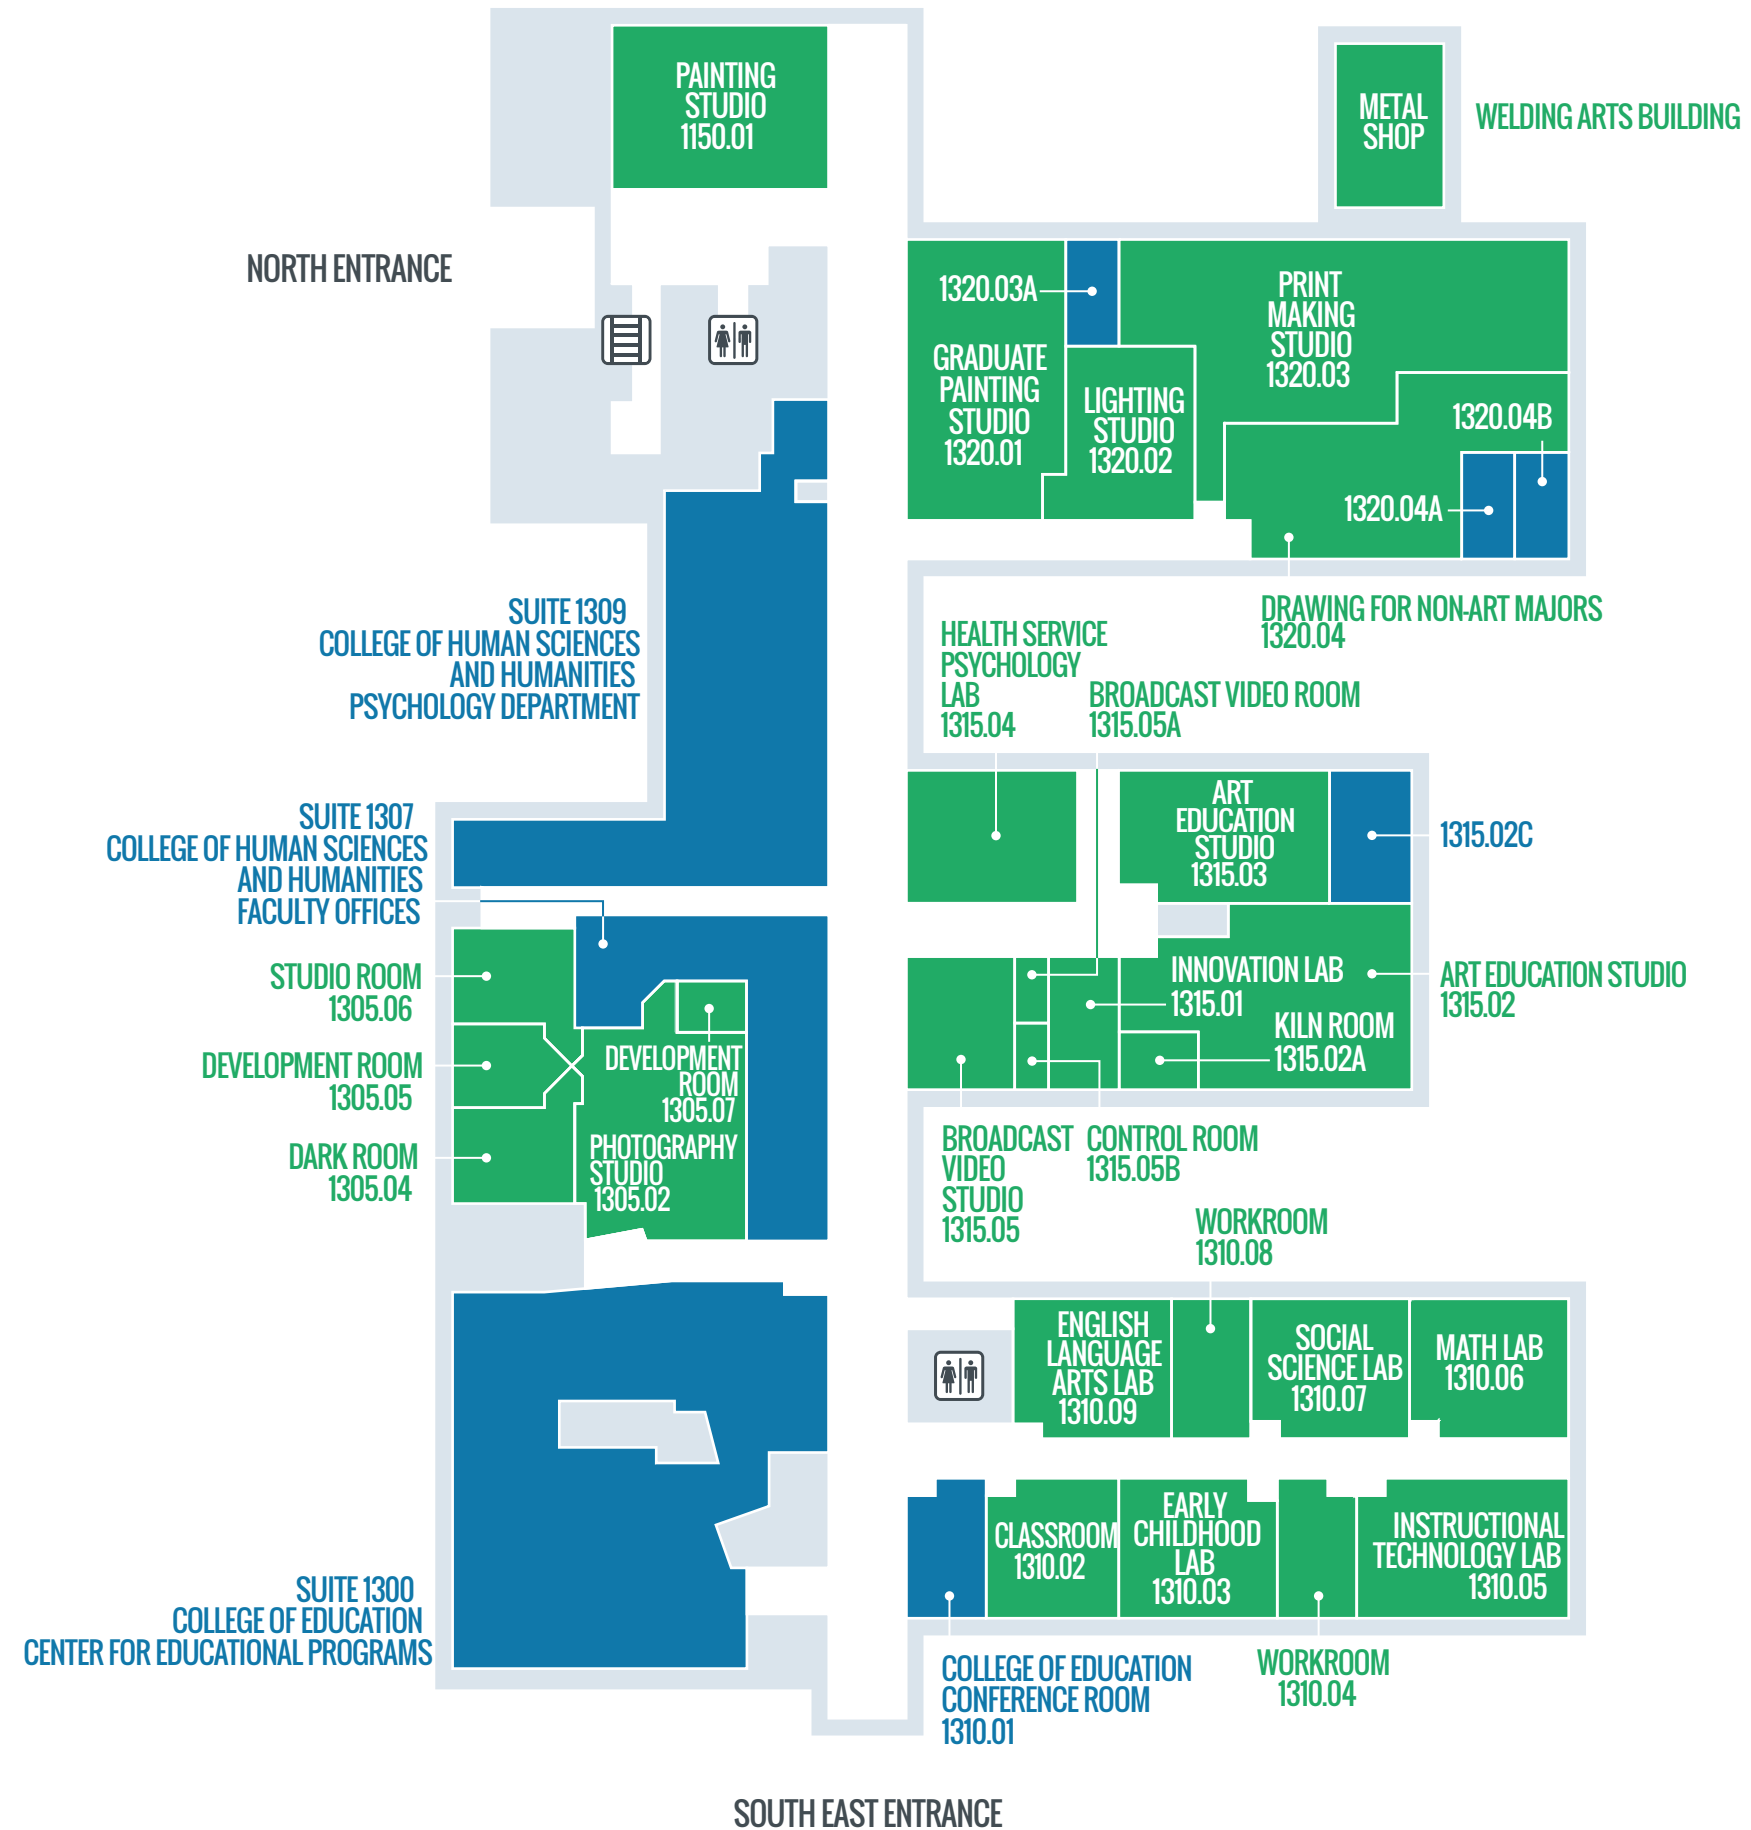 PAINTING
STUDIO
1150.01
METAL
SHOP
WELDING ARTS BUILDING
NORTH ENTRANCE
1320.03A
PRINT
MAKING
STUDIO
1320.03
GRADUATE
PAINTING
STUDIO
1320.01
LIGHTING
STUDIO
1320.02
1320.04B
1320.04A
DRAWING FOR NON-ART MAJORS
1320.04
SUITE 1309
COLLEGE OF HUMAN SCIENCES
AND HUMANITIES
PSYCHOLOGY DEPARTMENT
HEALTH SERVICE
PSYCHOLOGY
LAB
1315.04
BROADCAST VIDEO ROOM
1315.05A
SUITE 1307
COLLEGE OF HUMAN SCIENCES
AND HUMANITIES
FACULTY OFFICES
ART
EDUCATION
STUDIO
1315.03
1315.02C
STUDIO ROOM
1305.06
INNOVATION LAB
1315.01
ART EDUCATION STUDIO
1315.02
KILN ROOM
1315.02A
DEVELOPMENT ROOM
1305.05
DEVELOPMENT
ROOM
1305.07
DARK ROOM
1305.04
PHOTOGRAPHY
STUDIO
1305.02
BROADCAST
VIDEO
STUDIO
1315.05
CONTROL ROOM
1315.05B
WORKROOM
1310.08
ENGLISH
LANGUAGE
ARTS LAB
1310.09
SOCIAL
SCIENCE LAB
1310.07
MATH LAB
1310.06
CLASSROOM
1310.02
EARLY
CHILDHOOD
LAB
1310.03
INSTRUCTIONAL
TECHNOLOGY LAB
1310.05
SUITE 1300
COLLEGE OF EDUCATION
CENTER FOR EDUCATIONAL PROGRAMS
COLLEGE OF EDUCATION
CONFERENCE ROOM
1310.01
WORKROOM
1310.04
SOUTH EAST ENTRANCE